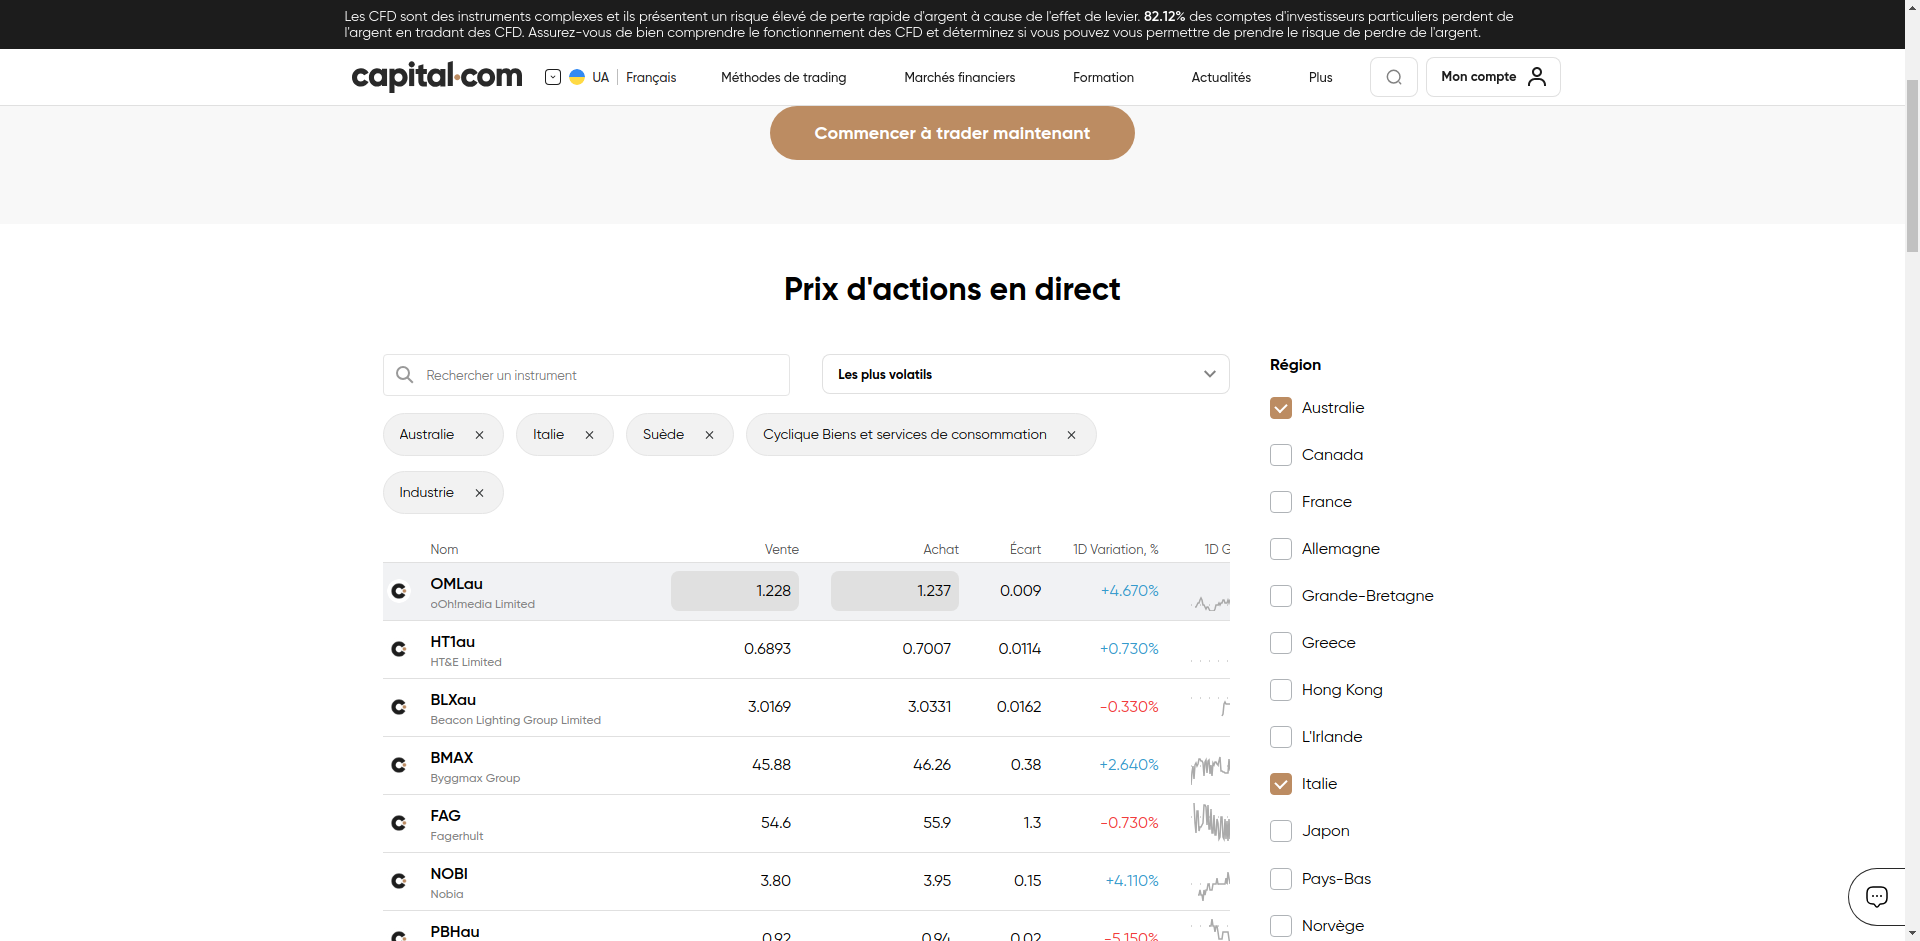 Les CFD sont des instruments complexes et ils présentent un risque élevé de perte rapide d'argent à cause de l'effet de levier. 82.12% des comptes d'investisseurs particuliers perdent de
l'argent en tradant des CFD. Assurez-vous de bien comprendre le fonctionnement des CFD et déterminez si vous pouvez vous permettre de prendre le risque de perdre de l'argent.
capital.com UA Français Méthodes de trading Marchés financiers Formation Actualités Plus Mon compte
Commencer à trader maintenant
Prix d'actions en direct
Rechercher un instrument
Les plus volatils
Australie × Italie × Suède × Cyclique Biens et services de consommation ×
Industrie ×
Nom Vente Achat Écart 1D Variation, % 1D G
OMLau 1.228 1.237 0.009 +4.670%
oOh!media Limited
HT1au 0.6893 0.7007 0.0114 +0.730%
HT&E Limited
BLXau 3.0169 3.0331 0.0162 -0.330%
Beacon Lighting Group Limited
BMAX 45.88 46.26 0.38 +2.640%
Byggmax Group
FAG 54.6 55.9 1.3 -0.730%
Fagerhult
NOBI 3.80 3.95 0.15 +4.110%
Nobia
PBHau 0.92 0.94 0.02 -5.150%
Région
Australie
Canada
France
Allemagne
Grande-Bretagne
Greece
Hong Kong
L'Irlande
Italie
Japon
Pays-Bas
Norvège